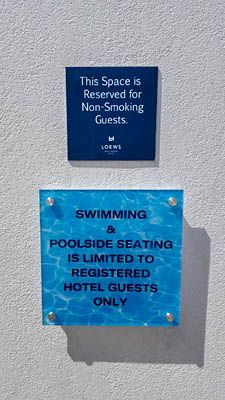 This Space is
Reserved for
Non-Smoking
Guests.
LOEWS
SWIMMING
&
POOLSIDE SEATING
IS LIMITED TO
REGISTERED
HOTEL GUESTS
ONLY